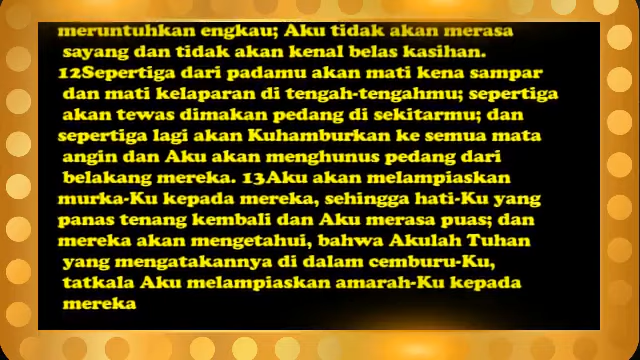 meruntuhkan engkau; Aku tidak akan merasa
sayang dan tidak akan kenal belas kasihan.
12Sepertiga dari padamu akan mati kena sampar
dan mati kelaparan di tengah-tengahmu; sepertiga
akan tewas dimakan pedang di sekitarmu; dan
sepertiga lagi akan Kuhamburkan ke semua mata
angin dan Aku akan menghunus pedang dari
belakang mereka. 13Aku akan melampiaskan
murka-Ku kepada mereka, sehingga hati-Ku yang
panas tenang kembali dan Aku merasa puas; dan
mereka akan mengetahui, bahwa Akulah Tuhan
yang mengatakannya di dalam cemburu-Ku,
tatkala Aku melampiaskan amarah-Ku kepada
mereka